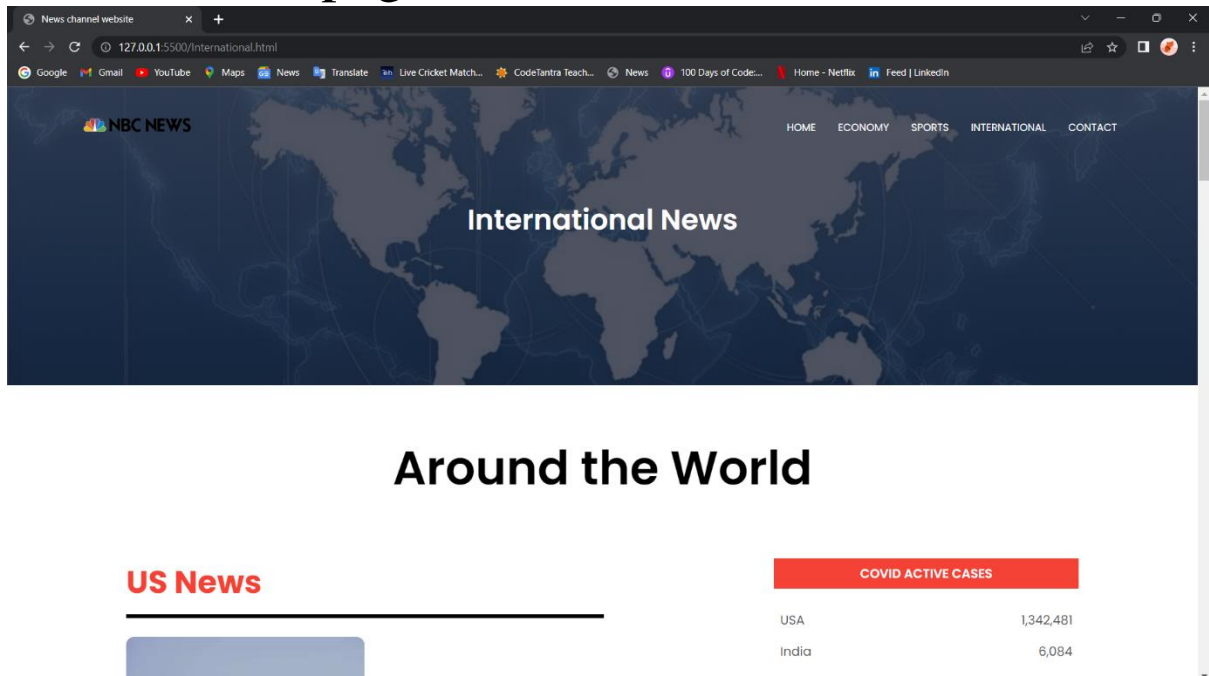 News channel website
127.0.0.1:5500/International.html
Google Gmail YouTube Maps News Translate Live Cricket Match... CodeTantra Teach... News 100 Days of Code:... Home - Netflix Feed | LinkedIn
NBC NEWS HOME ECONOMY SPORTS INTERNATIONAL CONTACT
International News
Around the World
US News
COVID ACTIVE CASES
USA 1,342,481
India 6,084